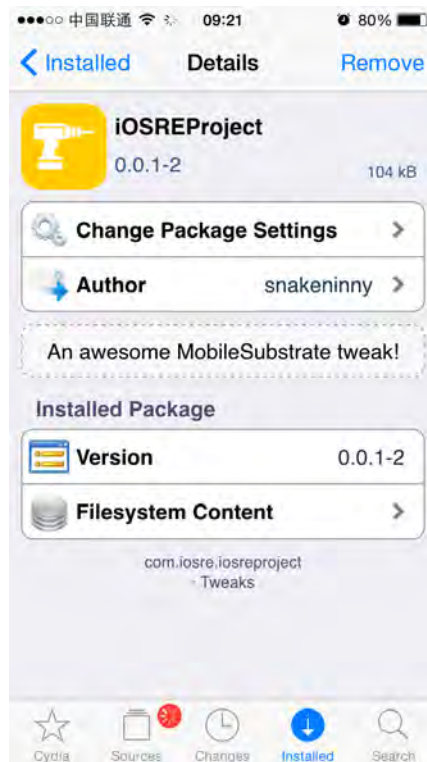 中国联通 09:21 80%
Installed Details Remove
iOSREProject
0.0.1-2 104 kB
Change Package Settings
Author snakeninny
An awesome MobileSubstrate tweak!
Installed Package
Version 0.0.1-2
Filesystem Content
com.iosre.iosreproject
· Tweaks
Cydia Sources Changes Installed Search